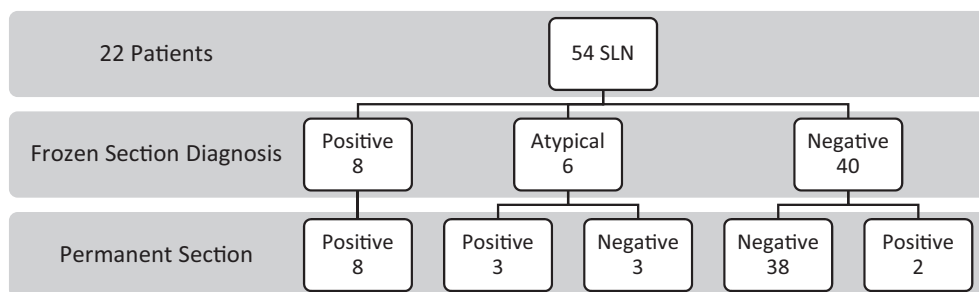 22 Patients
54 SLN
Frozen Section Diagnosis
Positive
8
Atypical
6
Negative
40
Permanent Section
Positive
8
Positive
3
Negative
3
Negative
38
Positive
2